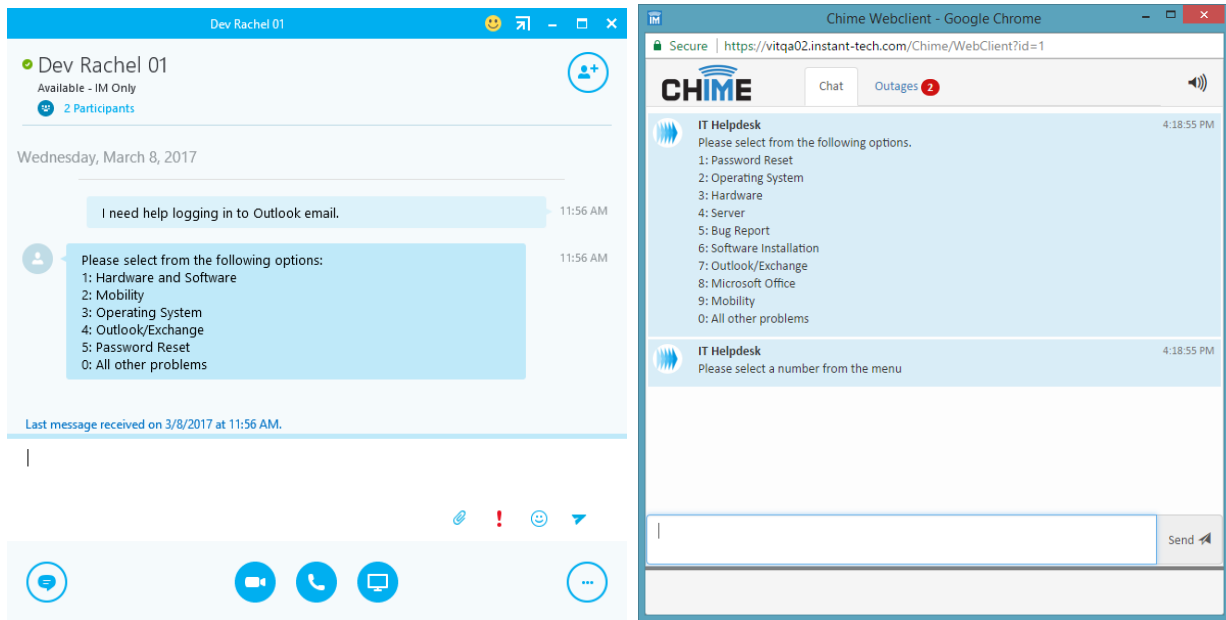 Dev Rachel 01
Dev Rachel 01
Available - IM Only
2 Participants
Wednesday, March 8, 2017
I need help logging in to Outlook email.
11:56 AM
Please select from the following options:
11:56 AM
1: Hardware and Software
2: Mobility
3: Operating System
4: Outlook/Exchange
5: Password Reset
0: All other problems
Last message received on 3/8/2017 at 11:56 AM.
Chime Webclient - Google Chrome
Secure | https://vitqa02.instant-tech.com/Chime/WebClient?id=1
CHIME
Chat
Outages 2
IT Helpdesk
4:18:55 PM
Please select from the following options.
1: Password Reset
2: Operating System
3: Hardware
4: Server
5: Bug Report
6: Software Installation
7: Outlook/Exchange
8: Microsoft Office
9: Mobility
0: All other problems
IT Helpdesk
4:18:55 PM
Please select a number from the menu
Send